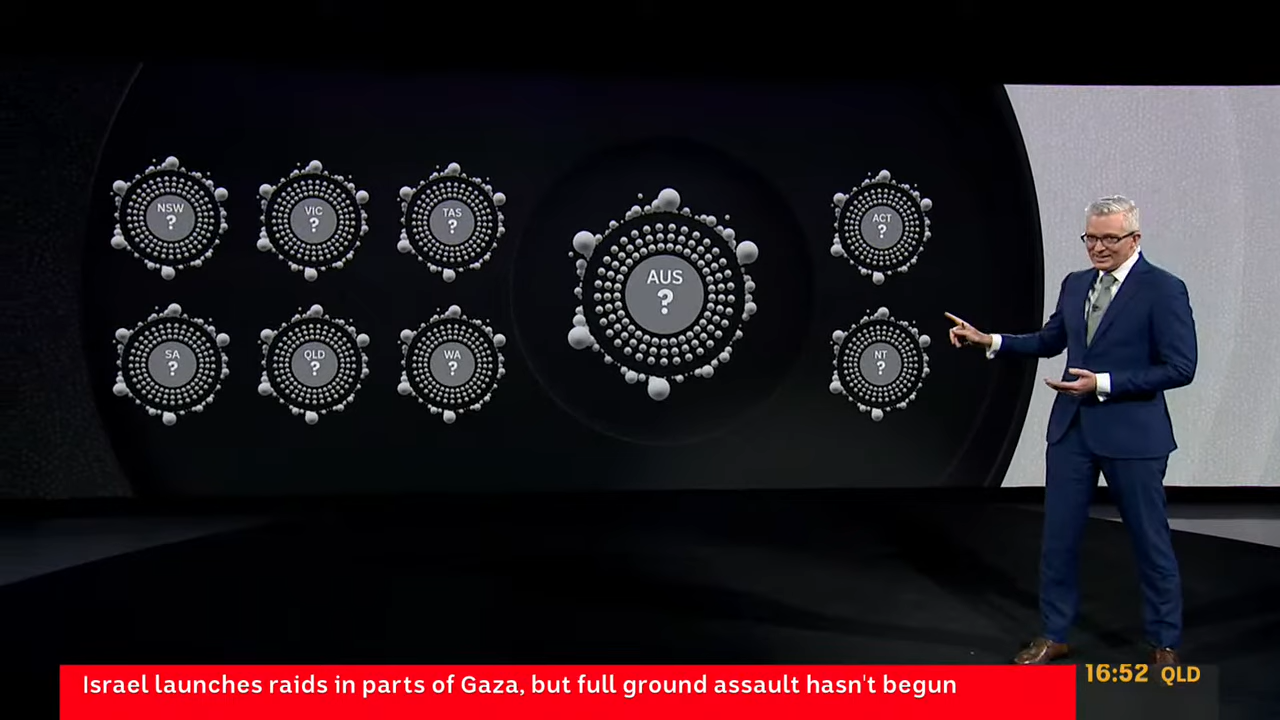 NSW
?
VIC
?
TAS
?
AUS
?
ACT
?
SA
?
QLD
?
WA
?
NT
?
Israel launches raids in parts of Gaza, but full ground assault hasn't begun
16:52 QLD